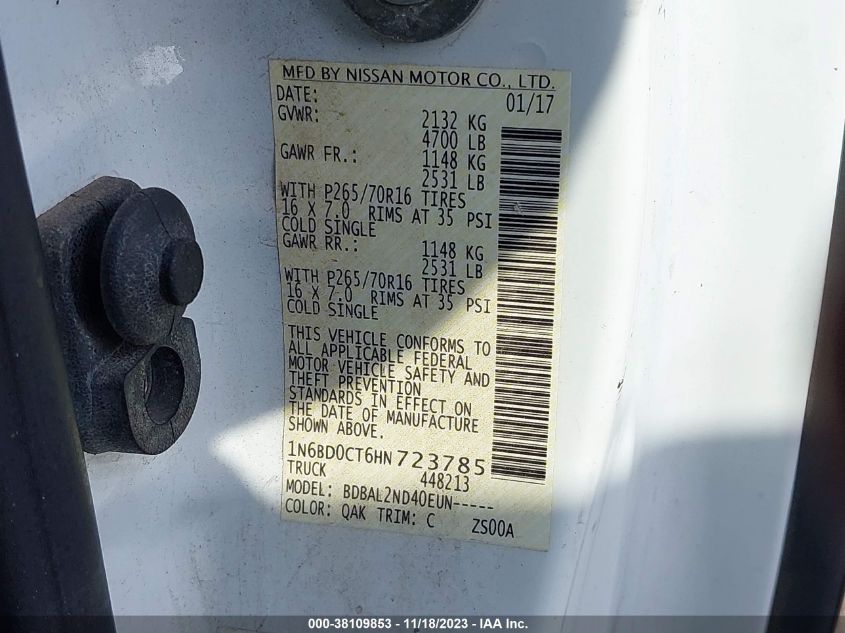 MFD BY NISSAN MOTOR CO., LTD.
DATE: 01/17
GVWR: 2132 KG
4700 LB
GAWR FR.: 1148 KG
2531 LB
WITH P265/70R16 TIRES
16 X 7.0 RIMS AT 35 PSI
COLD SINGLE
GAWR RR.: 1148 KG
2531 LB
WITH P265/70R16 TIRES
16 X 7.0 RIMS AT 35 PSI
COLD SINGLE
THIS VEHICLE CONFORMS TO
ALL APPLICABLE FEDERAL
MOTOR VEHICLE SAFETY AND
THEFT PREVENTION
STANDARDS IN EFFECT ON
THE DATE OF MANUFACTURE
SHOWN ABOVE.
1N6BD0CT6HN723785
TRUCK 448213
MODEL: BDBAL2ND40EUN-----
COLOR: QAK TRIM: C ZS00A
000-38109853 - 11/18/2023 - IAA Inc.